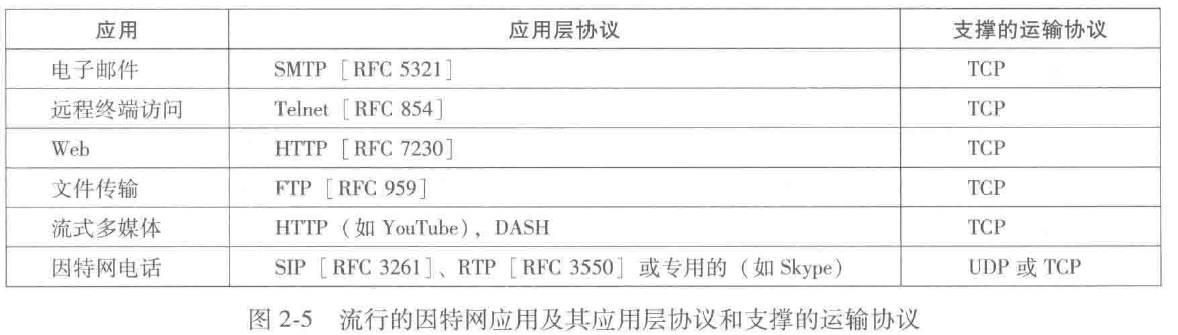 应用 应用层协议 支撑的运输协议
电子邮件 SMTP [RFC 5321] TCP
远程终端访问 Telnet [RFC 854] TCP
Web HTTP [RFC 7230] TCP
文件传输 FTP [RFC 959] TCP
流式多媒体 HTTP (如 YouTube), DASH TCP
因特网电话 SIP [RFC 3261]、RTP [RFC 3550] 或专用的 (如 Skype) UDP 或 TCP
图 2-5 流行的因特网应用及其应用层协议和支撑的运输协议